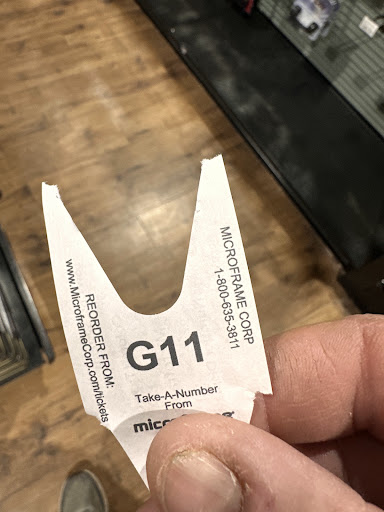 REORDER FROM:
www.MicroframeCorp.com/tickets
MICROFRAME CORP
1-800-635-3811
G11
Take-A-Number
From